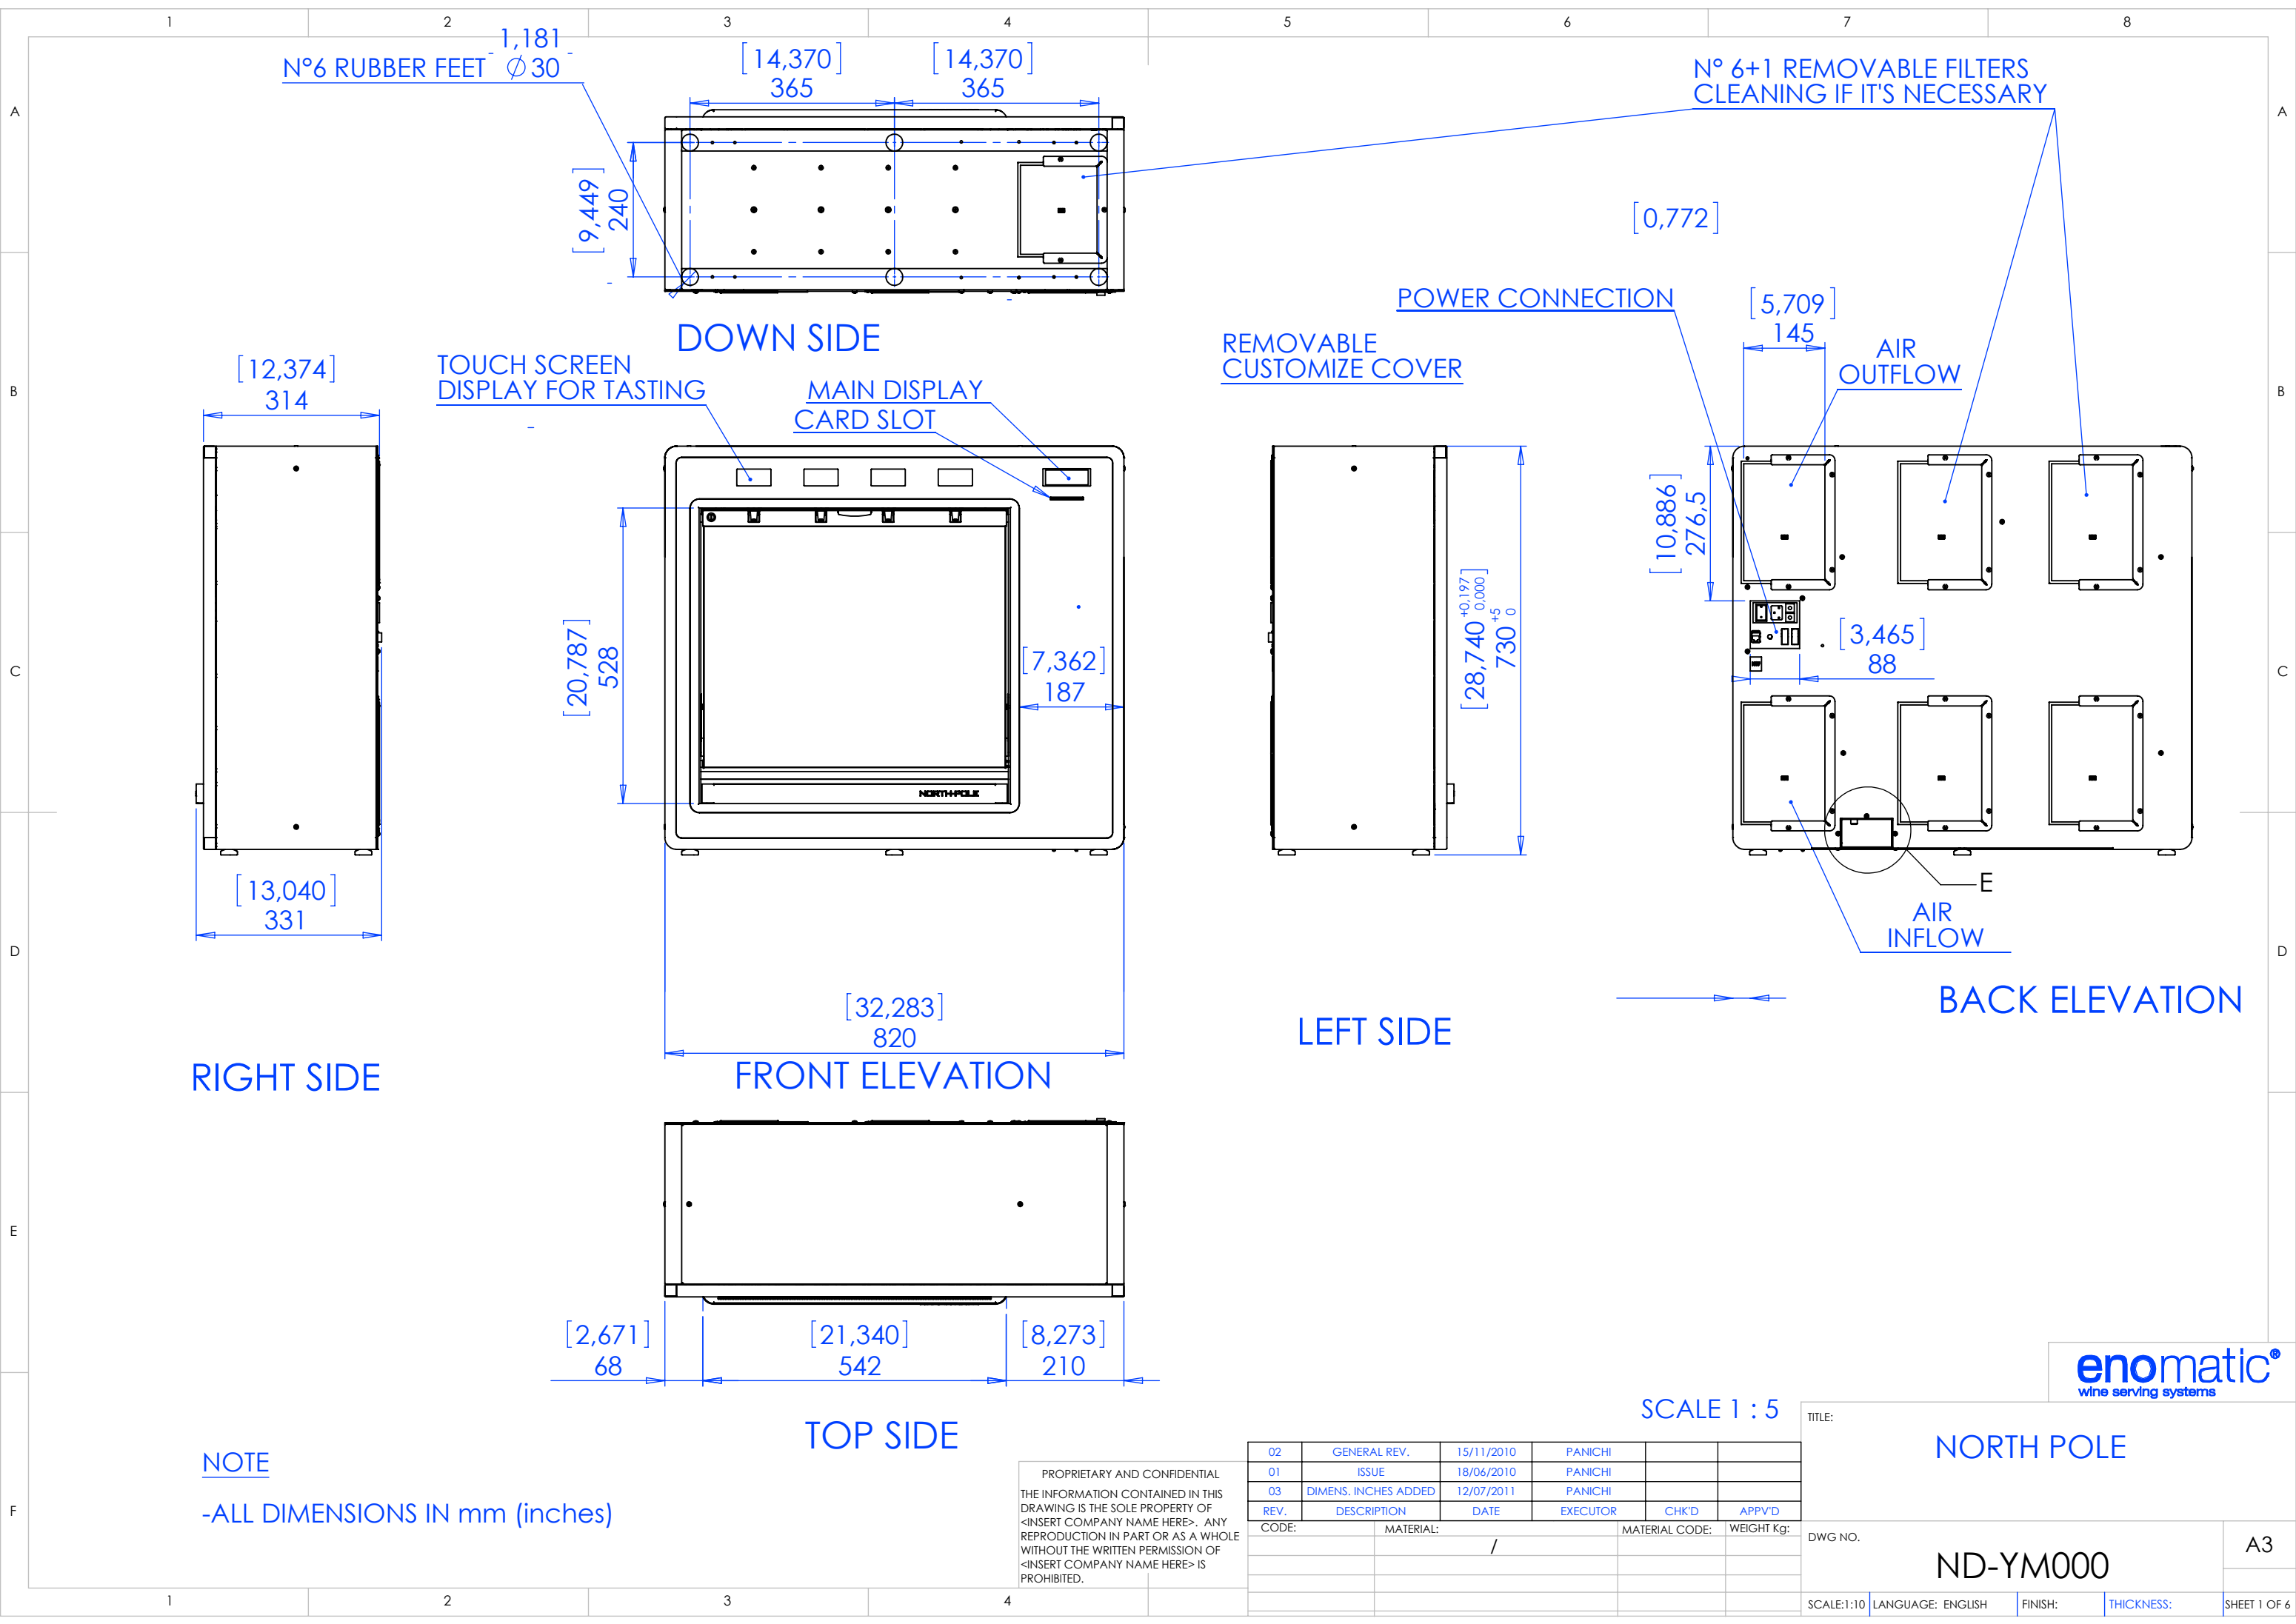 1 2 3 4 5 6 7 8
A
B
C
D
E
F
A
B
C
D
1,181
N°6 RUBBER FEET Ø30
[14,370]
365
[14,370]
365
[9,449]
240
DOWN SIDE
N° 6+1 REMOVABLE FILTERS
CLEANING IF IT'S NECESSARY
[0,772]
POWER CONNECTION
[5,709]
145
AIR
OUTFLOW
REMOVABLE
CUSTOMIZE COVER
[12,374]
314
TOUCH SCREEN
DISPLAY FOR TASTING
MAIN DISPLAY
CARD SLOT
[10,886]
276,5
[20,787]
528
[7,362]
187
[28,740 +0,197 0,000]
730 +5 0
[3,465]
88
NORTH-POLE
[13,040]
331
E
AIR
INFLOW
[32,283]
820
RIGHT SIDE
FRONT ELEVATION
LEFT SIDE
BACK ELEVATION
[2,671]
68
[21,340]
542
[8,273]
210
TOP SIDE
NOTE
-ALL DIMENSIONS IN mm (inches)
SCALE 1 : 5
enomatic®
wine serving systems
PROPRIETARY AND CONFIDENTIAL
THE INFORMATION CONTAINED IN THIS
DRAWING IS THE SOLE PROPERTY OF
<INSERT COMPANY NAME HERE>. ANY
REPRODUCTION IN PART OR AS A WHOLE
WITHOUT THE WRITTEN PERMISSION OF
<INSERT COMPANY NAME HERE> IS
PROHIBITED.
02 GENERAL REV. 15/11/2010 PANICHI
01 ISSUE 18/06/2010 PANICHI
03 DIMENS. INCHES ADDED 12/07/2011 PANICHI
REV. DESCRIPTION DATE EXECUTOR CHK'D APPV'D
CODE: MATERIAL: MATERIAL CODE: WEIGHT Kg:
/
TITLE:
NORTH POLE
DWG NO.
ND-YM000
A3
SCALE:1:10 LANGUAGE: ENGLISH FINISH: THICKNESS: SHEET 1 OF 6
1 2 3 4